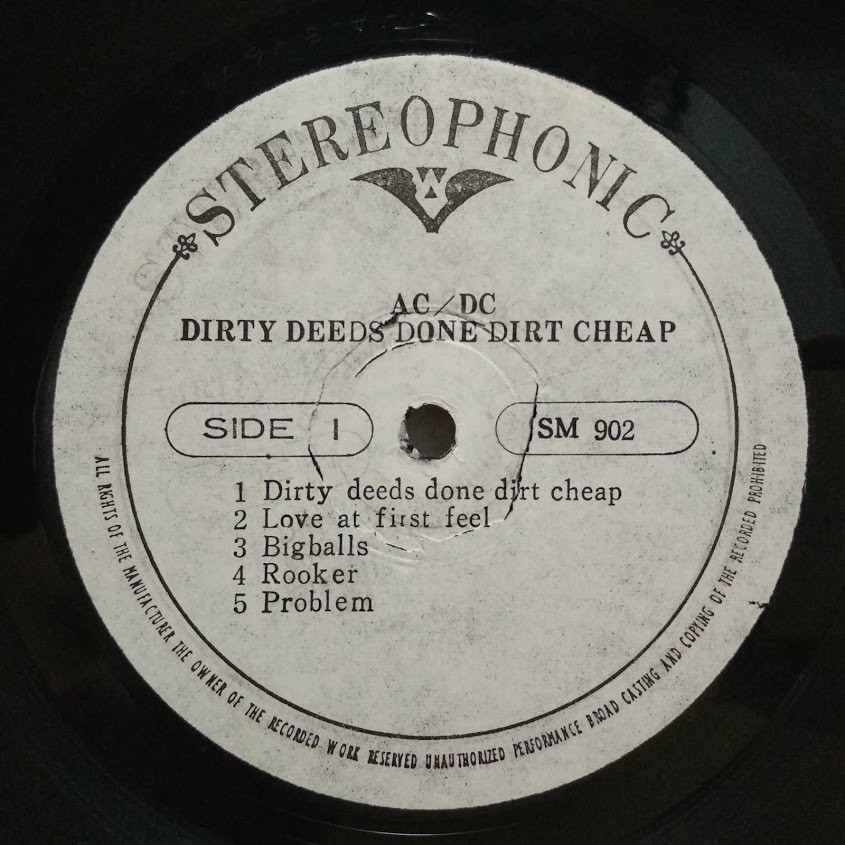 STEREOPHONIC
AC/DC
DIRTY DEEDS DONE DIRT CHEAP
SIDE 1
SM 902
1 Dirty deeds done dirt cheap
2 Love at first feel
3 Bigballs
4 Rooker
5 Problem
ALL RIGHTS OF THE MANUFACTURER THE OWNER OF THE RECORDED WORK RESERVED UNAUTHORIZED PERFORMANCE BROAD CASTING AND COPYING OF THE RECORDED PROHIBITED